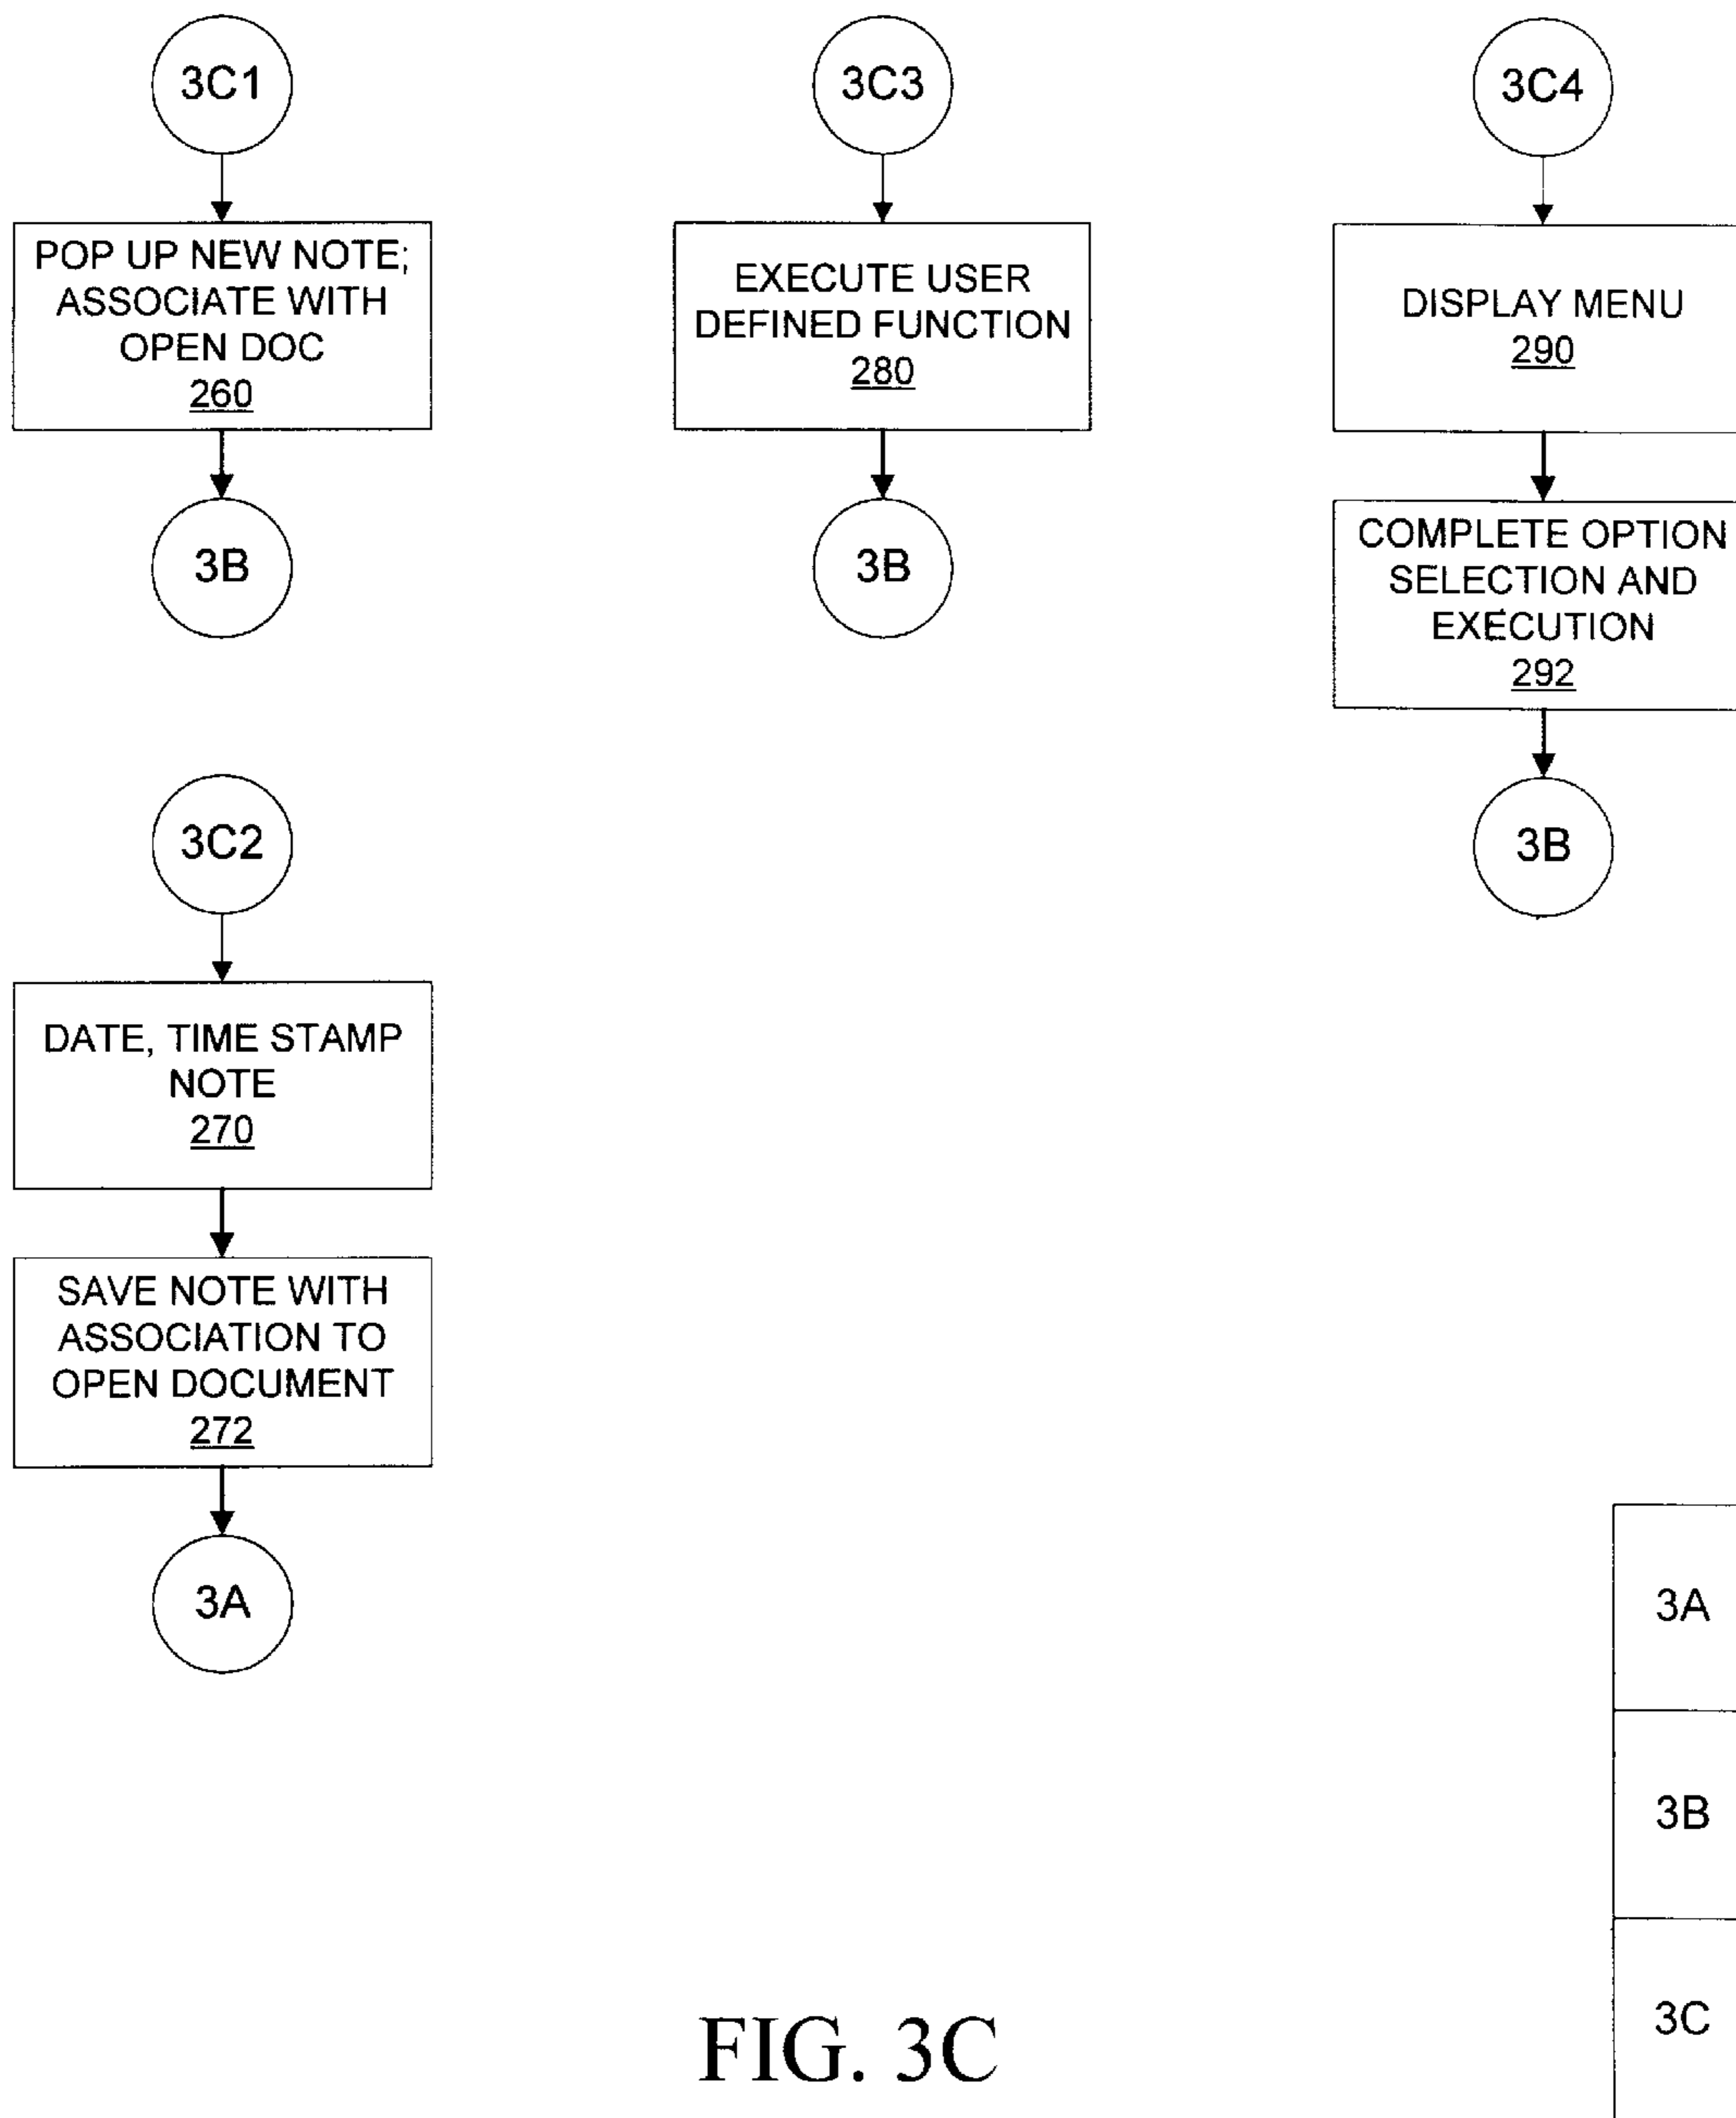 3C1
POP UP NEW NOTE;
ASSOCIATE WITH
OPEN DOC
260
3B
3C3
EXECUTE USER
DEFINED FUNCTION
280
3B
3C4
DISPLAY MENU
290
COMPLETE OPTION
SELECTION AND
EXECUTION
292
3B
3C2
DATE, TIME STAMP
NOTE
270
SAVE NOTE WITH
ASSOCIATION TO
OPEN DOCUMENT
272
3A
3A
3B
3C
FIG. 3C